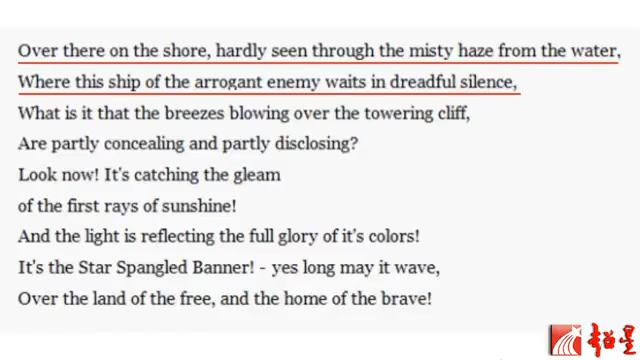 Over there on the shore, hardly seen through the misty haze from the water,
Where this ship of the arrogant enemy waits in dreadful silence,
What is it that the breezes blowing over the towering cliff,
Are partly concealing and partly disclosing?
Look now! It's catching the gleam
of the first rays of sunshine!
And the light is reflecting the full glory of it's colors!
It's the Star Spangled Banner! - yes long may it wave,
Over the land of the free, and the home of the brave!
超星